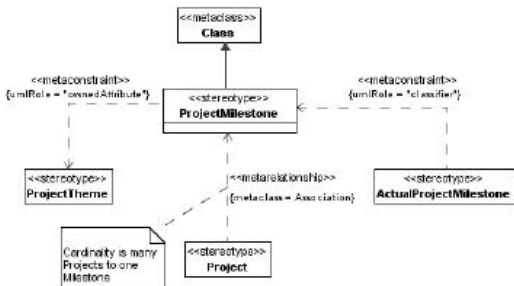 <<metaclass>>
Class
<<metaconstraint>>
{umlRole = "ownedAttribute"}
<<metaconstraint>>
{umlRole = "classifier"}
<<stereotype>>
ProjectMilestone
<<stereotype>>
ProjectTheme
<<metarelationship>>
{metaclass= Association}
<<stereotype>>
ActualProjectMilestone
Cardinality is many
Projects to one
Milestone
<<stereotype>>
Project